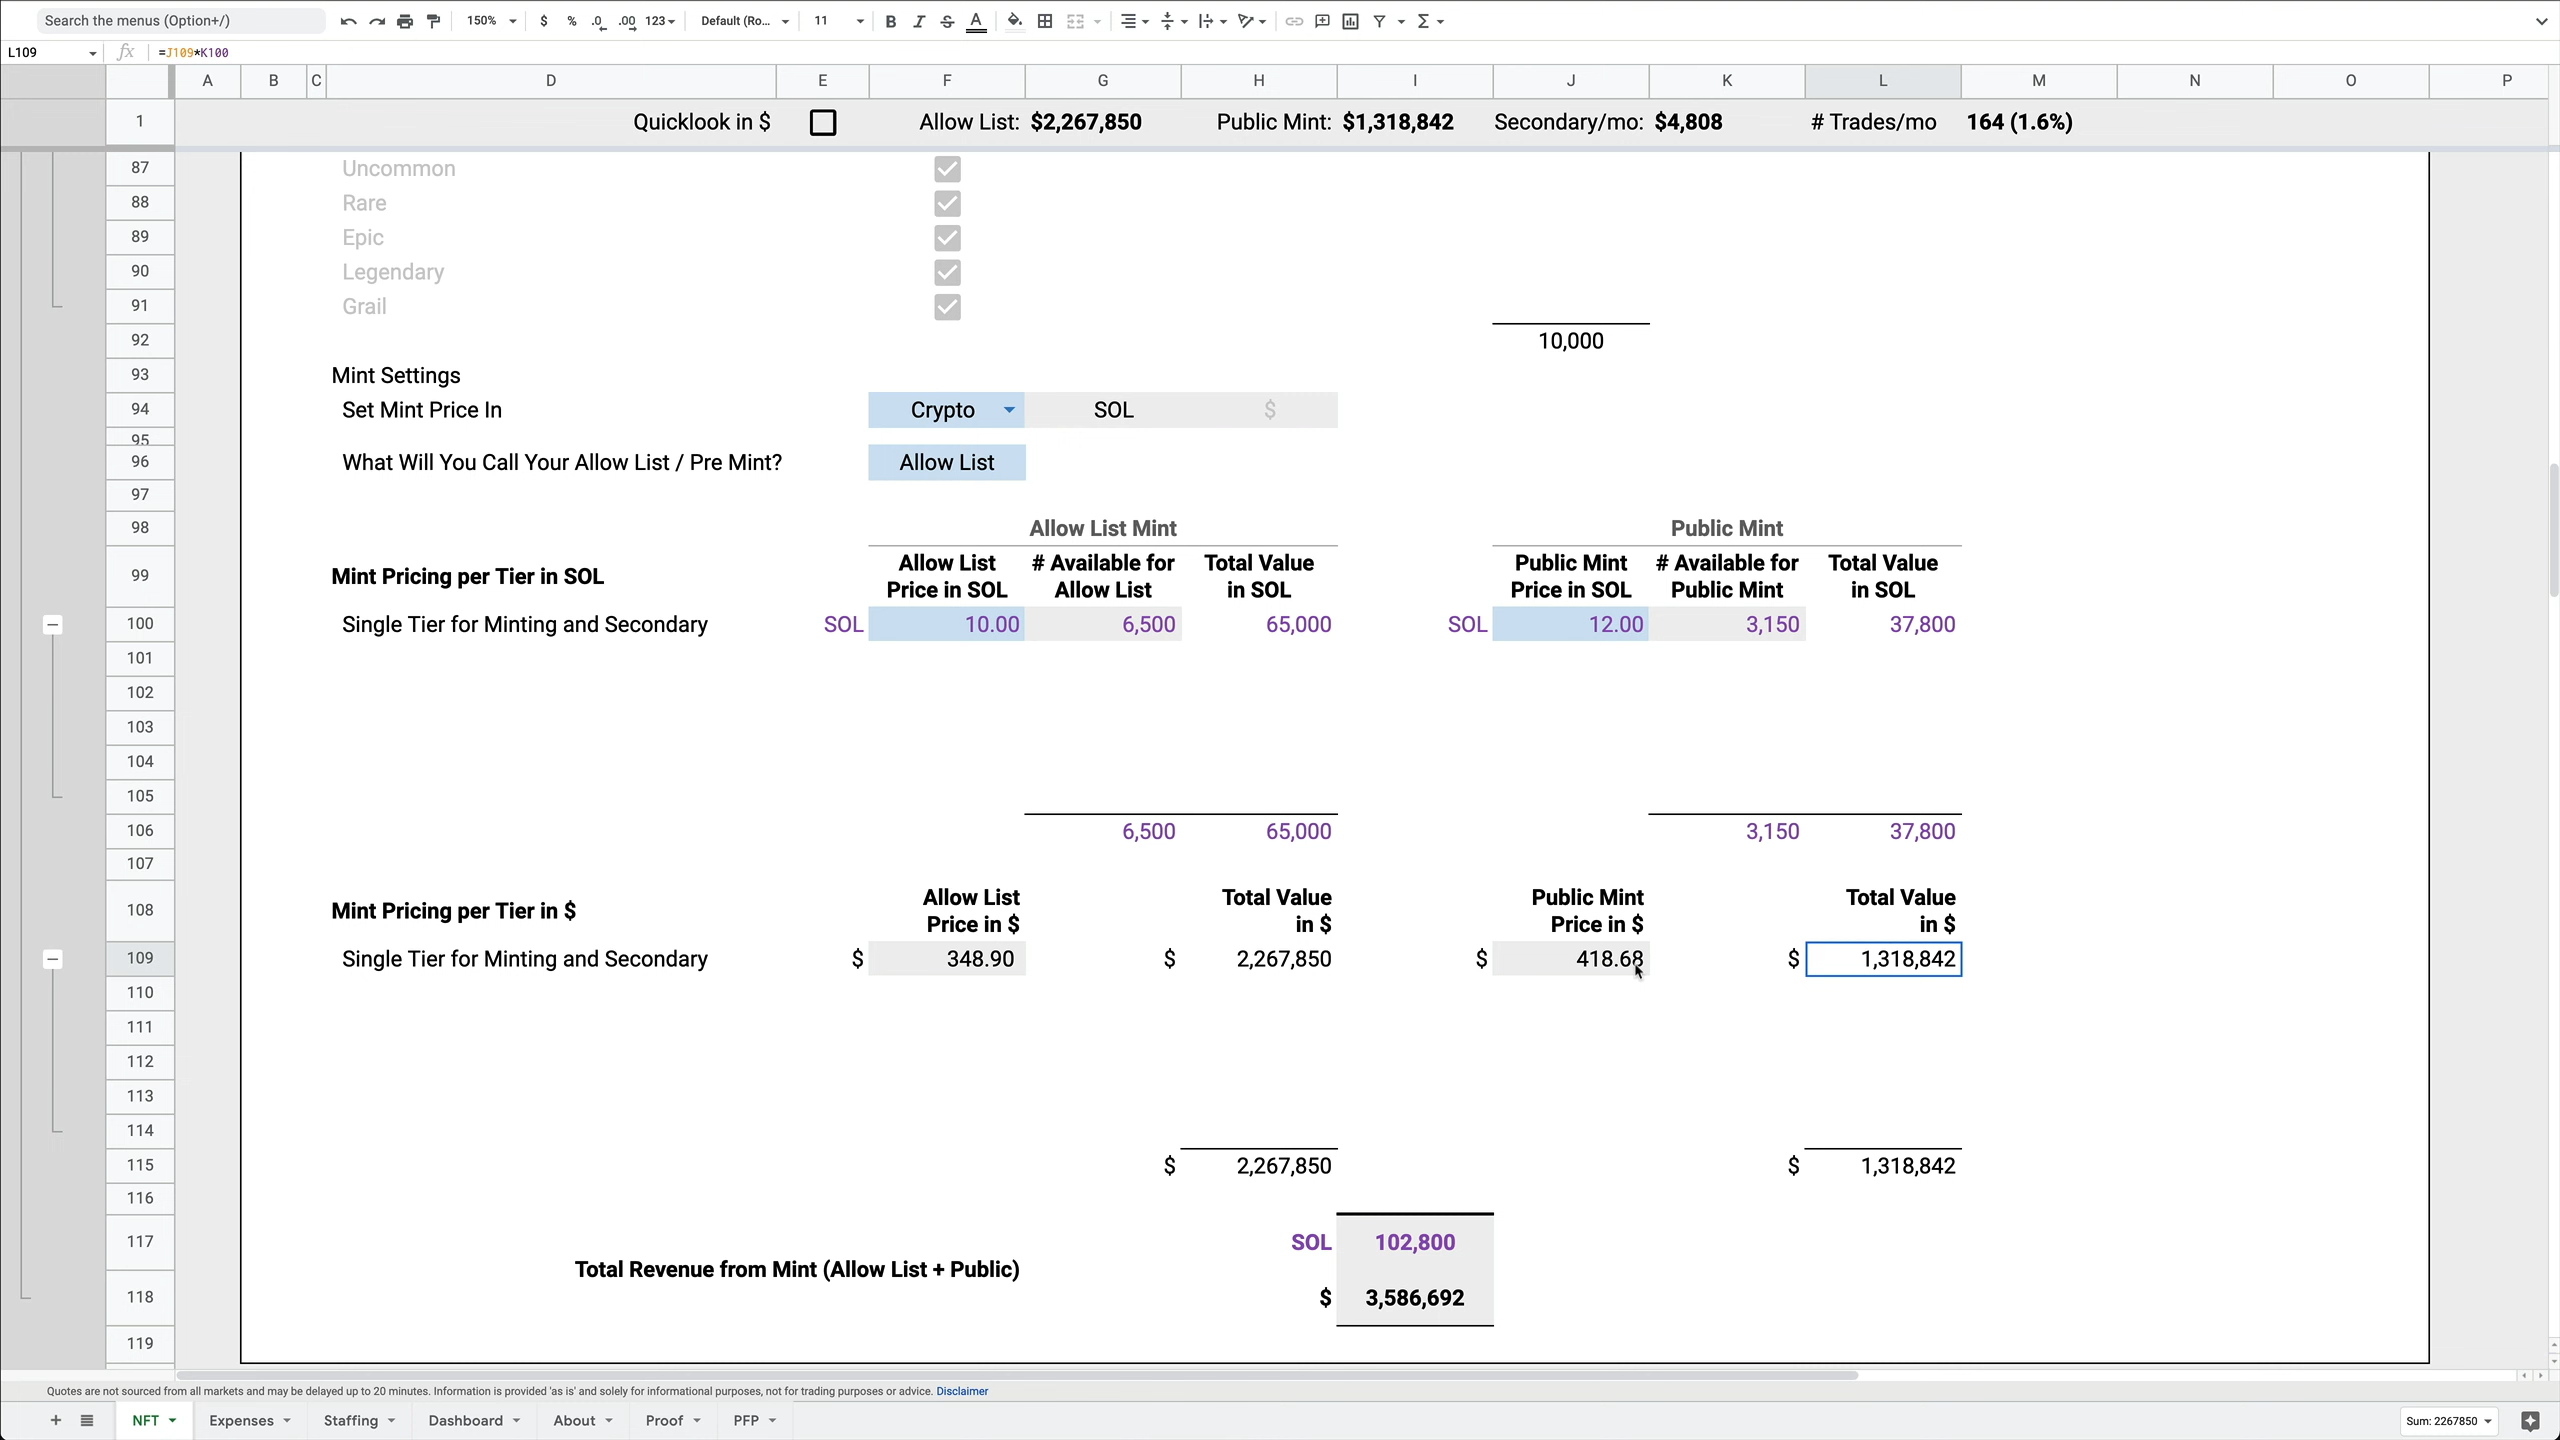 Search the menus (Option+/) 150% $ % .0 .00 123 Default (Ro... 11 B I S A Σ
L109 fx =J109*K100
A B C D E F G H I J K L M N O P
1 Quicklook in $ Allow List: $2,267,850 Public Mint: $1,318,842 Secondary/mo: $4,808 # Trades/mo 164 (1.6%)
87 Uncommon
88 Rare
89 Epic
90 Legendary
91 Grail
92 10,000
93 Mint Settings
94 Set Mint Price In Crypto SOL $
95
96 What Will You Call Your Allow List / Pre Mint? Allow List
97
98 Allow List Mint Public Mint
Allow List # Available for Total Value Public Mint # Available for Total Value
99 Mint Pricing per Tier in SOL
Price in SOL Allow List in SOL Price in SOL Public Mint in SOL
100 Single Tier for Minting and Secondary SOL 10.00 6,500 65,000 SOL 12.00 3,150 37,800
101
102
103
104
105
106 6,500 65,000 3,150 37,800
107
Allow List Total Value Public Mint Total Value
108 Mint Pricing per Tier in $
Price in $ in $ Price in $ in $
109 Single Tier for Minting and Secondary $ 348.90 $ 2,267,850 $ 418.68 $ 1,318,842
110
111
112
113
114
115 $ 2,267,850 $ 1,318,842
116
117 SOL 102,800
Total Revenue from Mint (Allow List + Public)
118 $ 3,586,692
119
Quotes are not sourced from all markets and may be delayed up to 20 minutes. Information is provided 'as is' and solely for informational purposes, not for trading purposes or advice. Disclaimer
+ NFT Expenses Staffing Dashboard About Proof PFP Sum: 2267850